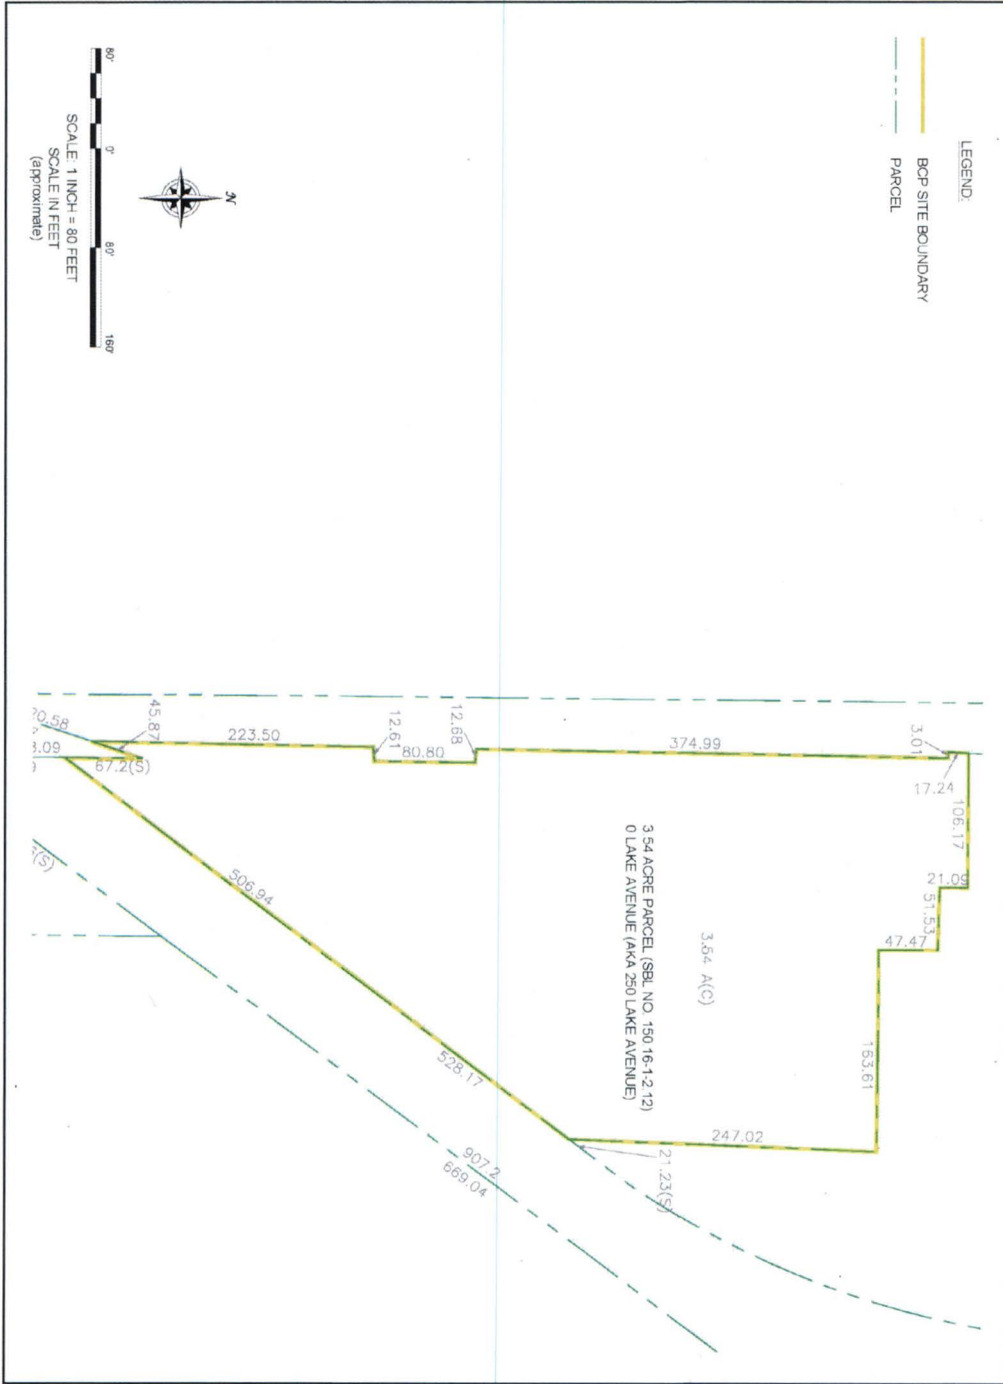 LEGEND:
BCP SITE BOUNDARY
PARCEL
3.01
17.24
106.17
21.09
51.53
47.47
163.61
247.02
21.23(S)
374.99
12.68
80.80
12.61
223.50
45.87
67.2(S)
506.94
528.17
907.2
669.04
3.54 A(C)
3.54 ACRE PARCEL (SBL NO. 150.16-1-2.12)
0 LAKE AVENUE (AKA 250 LAKE AVENUE)
N
80' 0' 80' 160'
SCALE: 1 INCH = 80 FEET
SCALE IN FEET
(approximate)